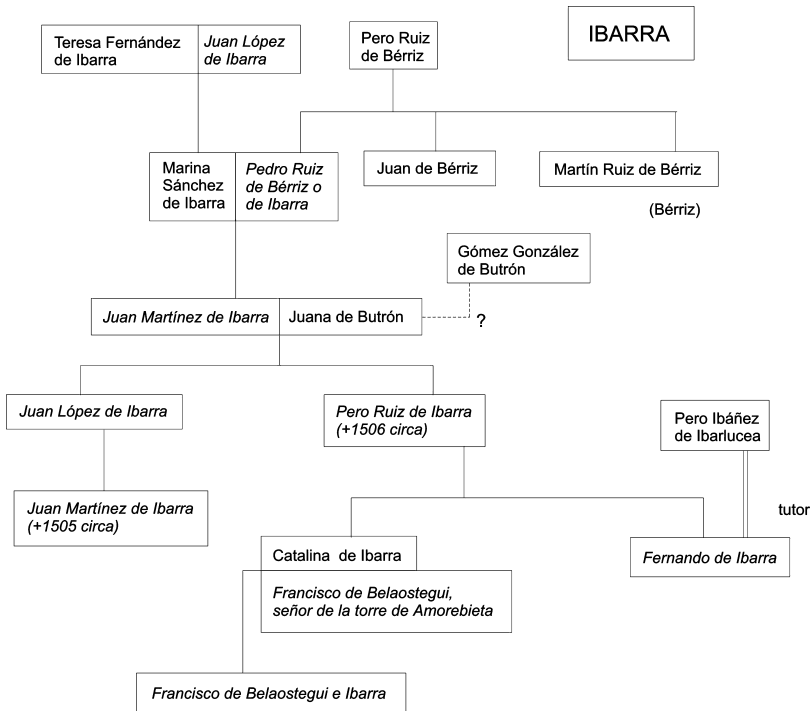 IBARRA
Teresa Fernández
de Ibarra
Juan López
de Ibarra
Pero Ruiz
de Bérriz
Marina
Sánchez
de Ibarra
Pedro Ruiz
de Bérriz o
de Ibarra
Juan de Bérriz
Martín Ruiz de Bérriz
(Bérriz)
Gómez González
de Butrón
Juan Martínez de Ibarra
Juana de Butrón
?
Juan López de Ibarra
Pero Ruiz de Ibarra
(+1506 circa)
Pero Ibáñez
de Ibarlucea
Juan Martínez de Ibarra
(+1505 circa)
tutor
Catalina de Ibarra
Fernando de Ibarra
Francisco de Belaostegui,
señor de la torre de Amorebieta
Francisco de Belaostegui e Ibarra